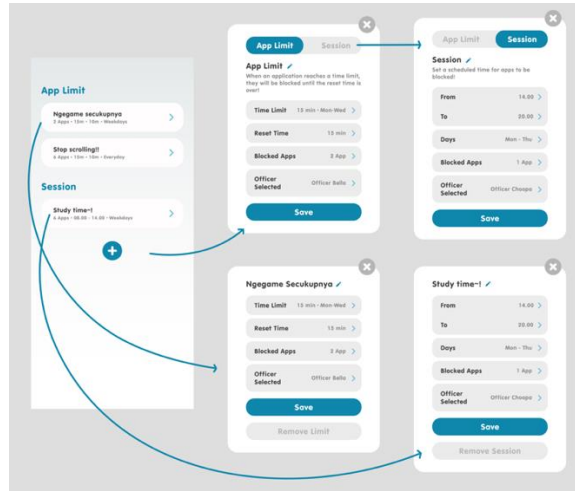 App Limit
Ngegame secukupnya
2 Apps - 15m - 15m - Weekdays
Stop scrolling!!
6 Apps - 15m - 15m - Everyday
Session
Study time~!
6 Apps - 08.00 - 14.00 - Weekdays
App Limit Session
App Limit
When an application reaches a time limit,
they will be blocked until the reset time is
over!
Time Limit 15 min - Mon-Wed
Reset Time 15 min
Blocked Apps 2 App
Officer
Selected Officer Bella
Save
App Limit Session
Session
Set a scheduled time for apps to be
blocked!
From 14.00
To 20.00
Days Mon - Thu
Blocked Apps 1 App
Officer
Selected Officer Choopa
Save
Ngegame Secukupnya
Time Limit 15 min - Mon-Wed
Reset Time 15 min
Blocked Apps 2 App
Officer
Selected Officer Bella
Save
Remove Limit
Study time~!
From 14.00
To 20.00
Days Mon - Thu
Blocked Apps 1 App
Officer
Selected Officer Choopa
Save
Remove Session